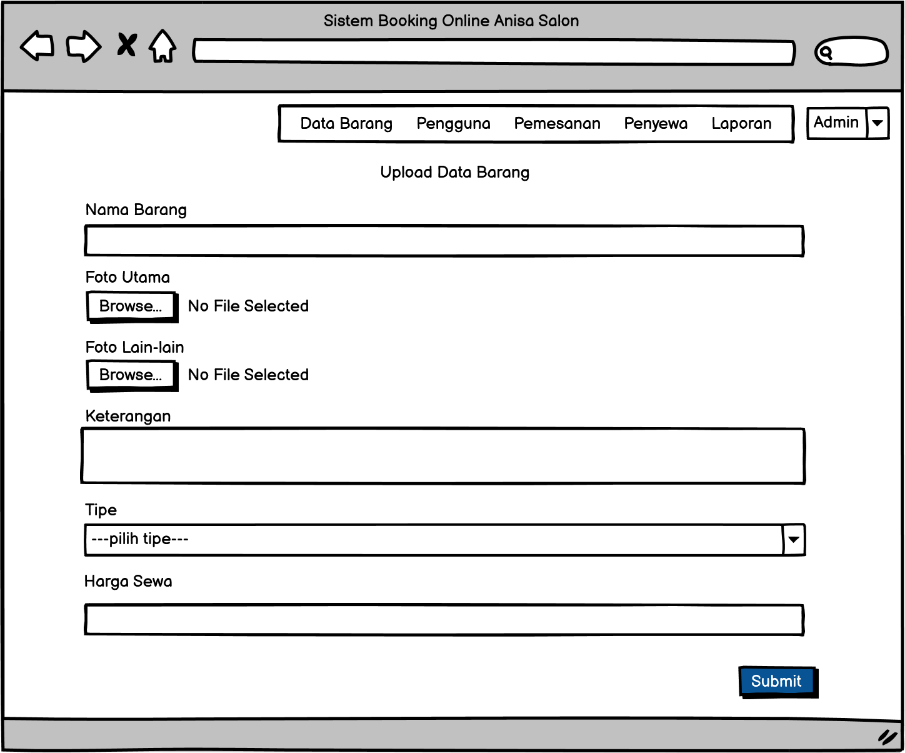 Sistem Booking Online Anisa Salon
Data Barang Pengguna Pemesanan Penyewa Laporan Admin
Upload Data Barang
Nama Barang
Foto Utama
Browse... No File Selected
Foto Lain-lain
Browse... No File Selected
Keterangan
Tipe
---pilih tipe---
Harga Sewa
Submit